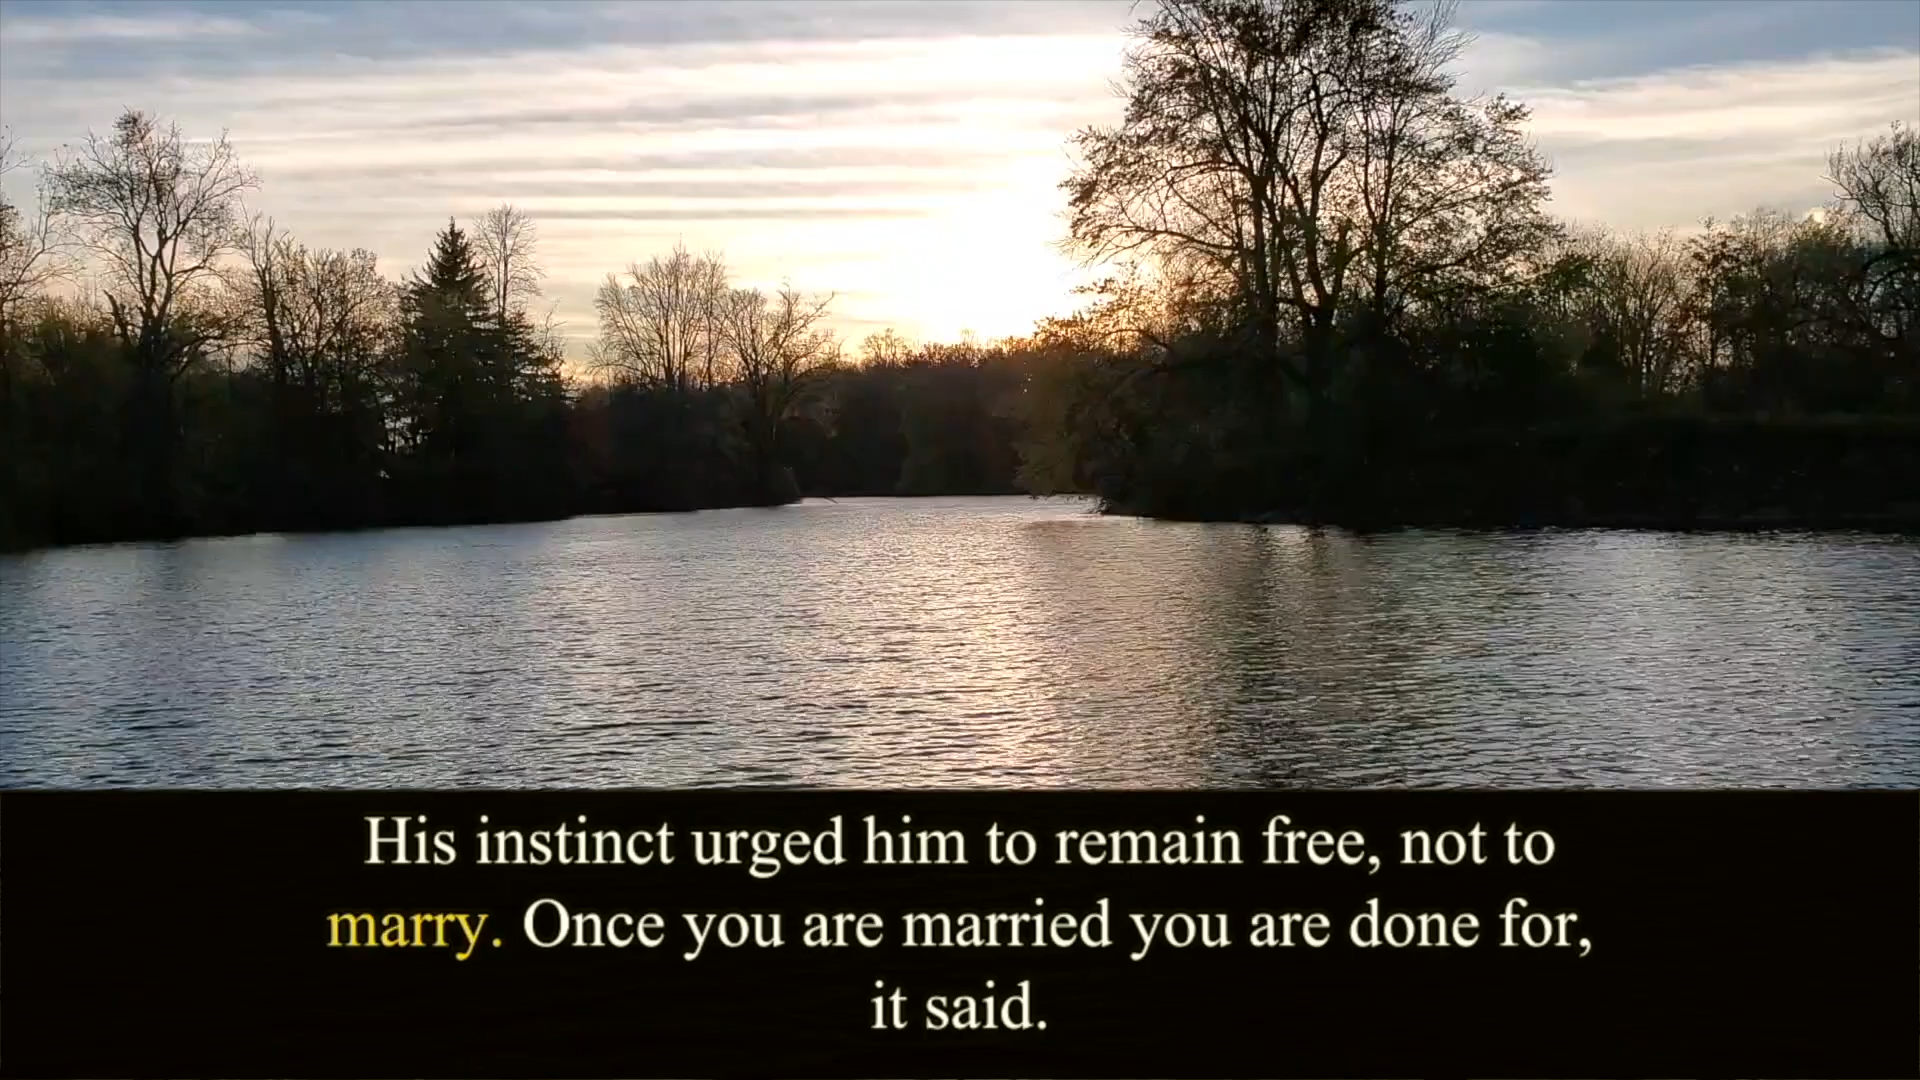 His instinct urged him to remain free, not to
marry. Once you are married you are done for,
it said.